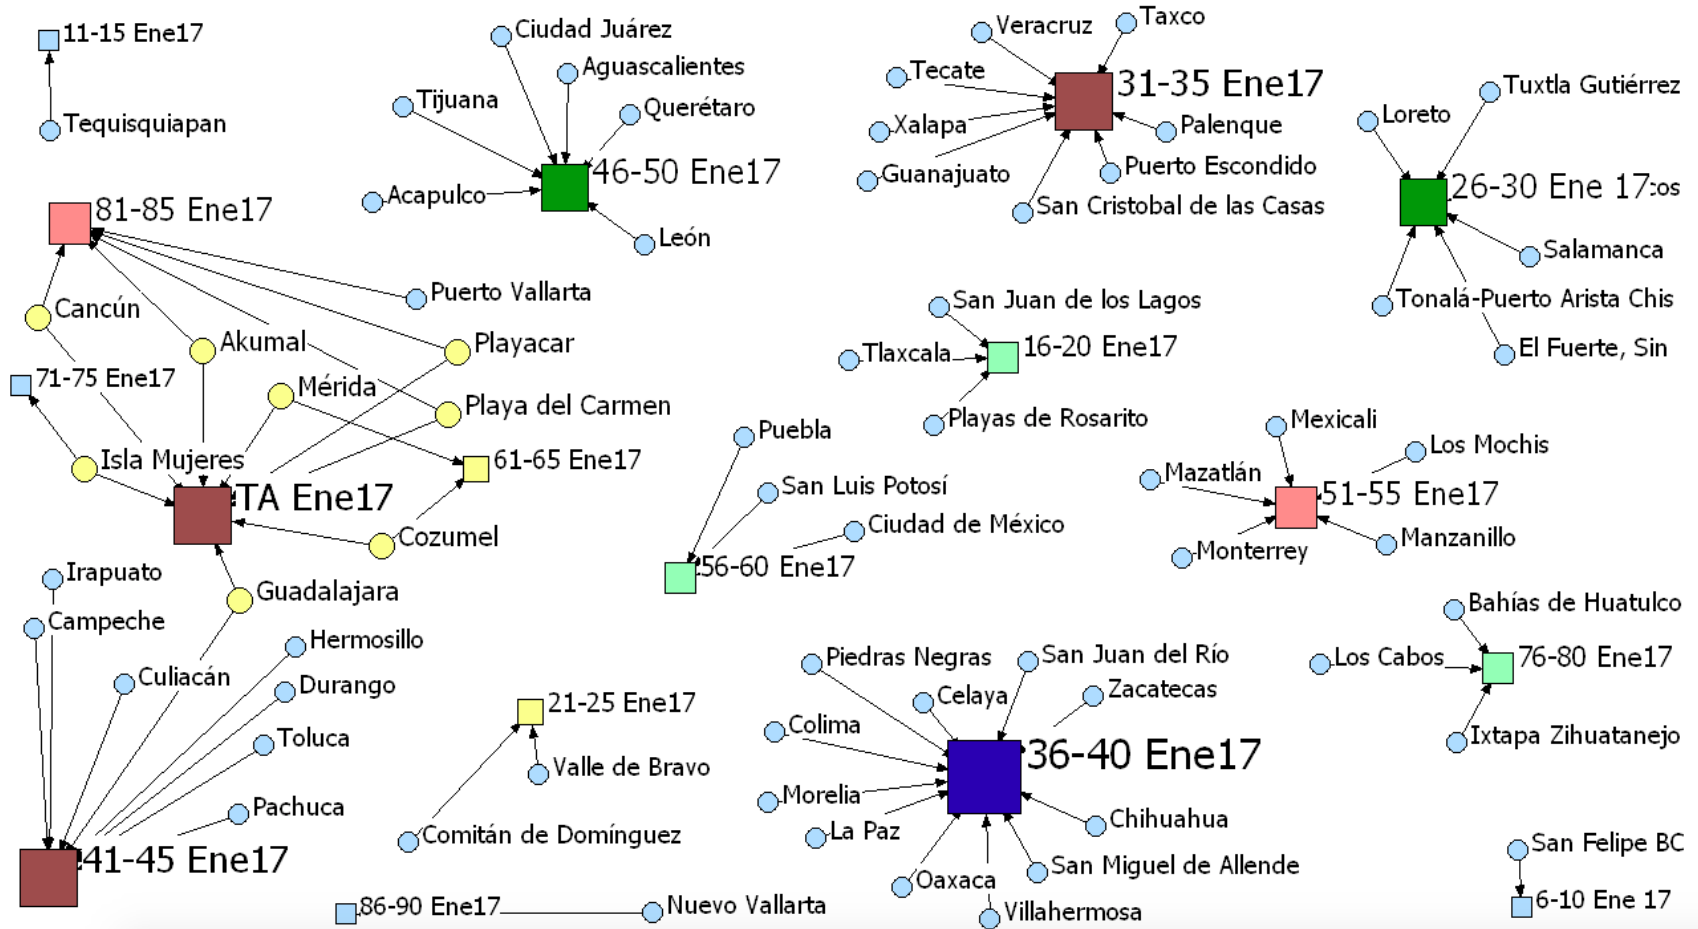 11-15 Ene17
Tequisquiapan
Ciudad Juárez
Aguascalientes
Tijuana
Querétaro
46-50 Ene17
Acapulco
León
Veracruz
Taxco
Tecate
31-35 Ene17
Xalapa
Palenque
Guanajuato
Puerto Escondido
San Cristobal de las Casas
Tuxtla Gutiérrez
Loreto
26-30 Ene 17
Salamanca
Tonalá-Puerto Arista Chis
El Fuerte, Sin
81-85 Ene17
Puerto Vallarta
Cancún
Akumal
Playacar
71-75 Ene17
Mérida
Playa del Carmen
Isla Mujeres
61-65 Ene17
TA Ene17
Cozumel
San Juan de los Lagos
Tlaxcala
16-20 Ene17
Playas de Rosarito
Puebla
San Luis Potosí
Ciudad de México
56-60 Ene17
Mexicali
Los Mochis
Mazatlán
51-55 Ene17
Monterrey
Manzanillo
Irapuato
Guadalajara
Campeche
Hermosillo
Culiacán
Durango
Toluca
Pachuca
41-45 Ene17
21-25 Ene17
Valle de Bravo
Comitán de Domínguez
86-90 Ene17
Nuevo Vallarta
Piedras Negras
San Juan del Río
Celaya
Zacatecas
Colima
36-40 Ene17
Morelia
La Paz
Chihuahua
Oaxaca
San Miguel de Allende
Villahermosa
Bahías de Huatulco
Los Cabos
76-80 Ene17
Ixtapa Zihuatanejo
San Felipe BC
6-10 Ene 17